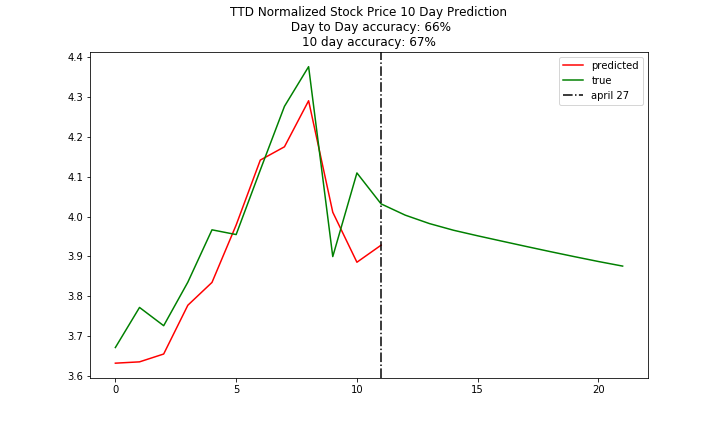 TTD Normalized Stock Price 10 Day Prediction
Day to Day accuracy: 66%
10 day accuracy: 67%
4.4
4.3
4.2
4.1
4.0
3.9
3.8
3.7
3.6
0
5
10
15
20
predicted
true
april 27